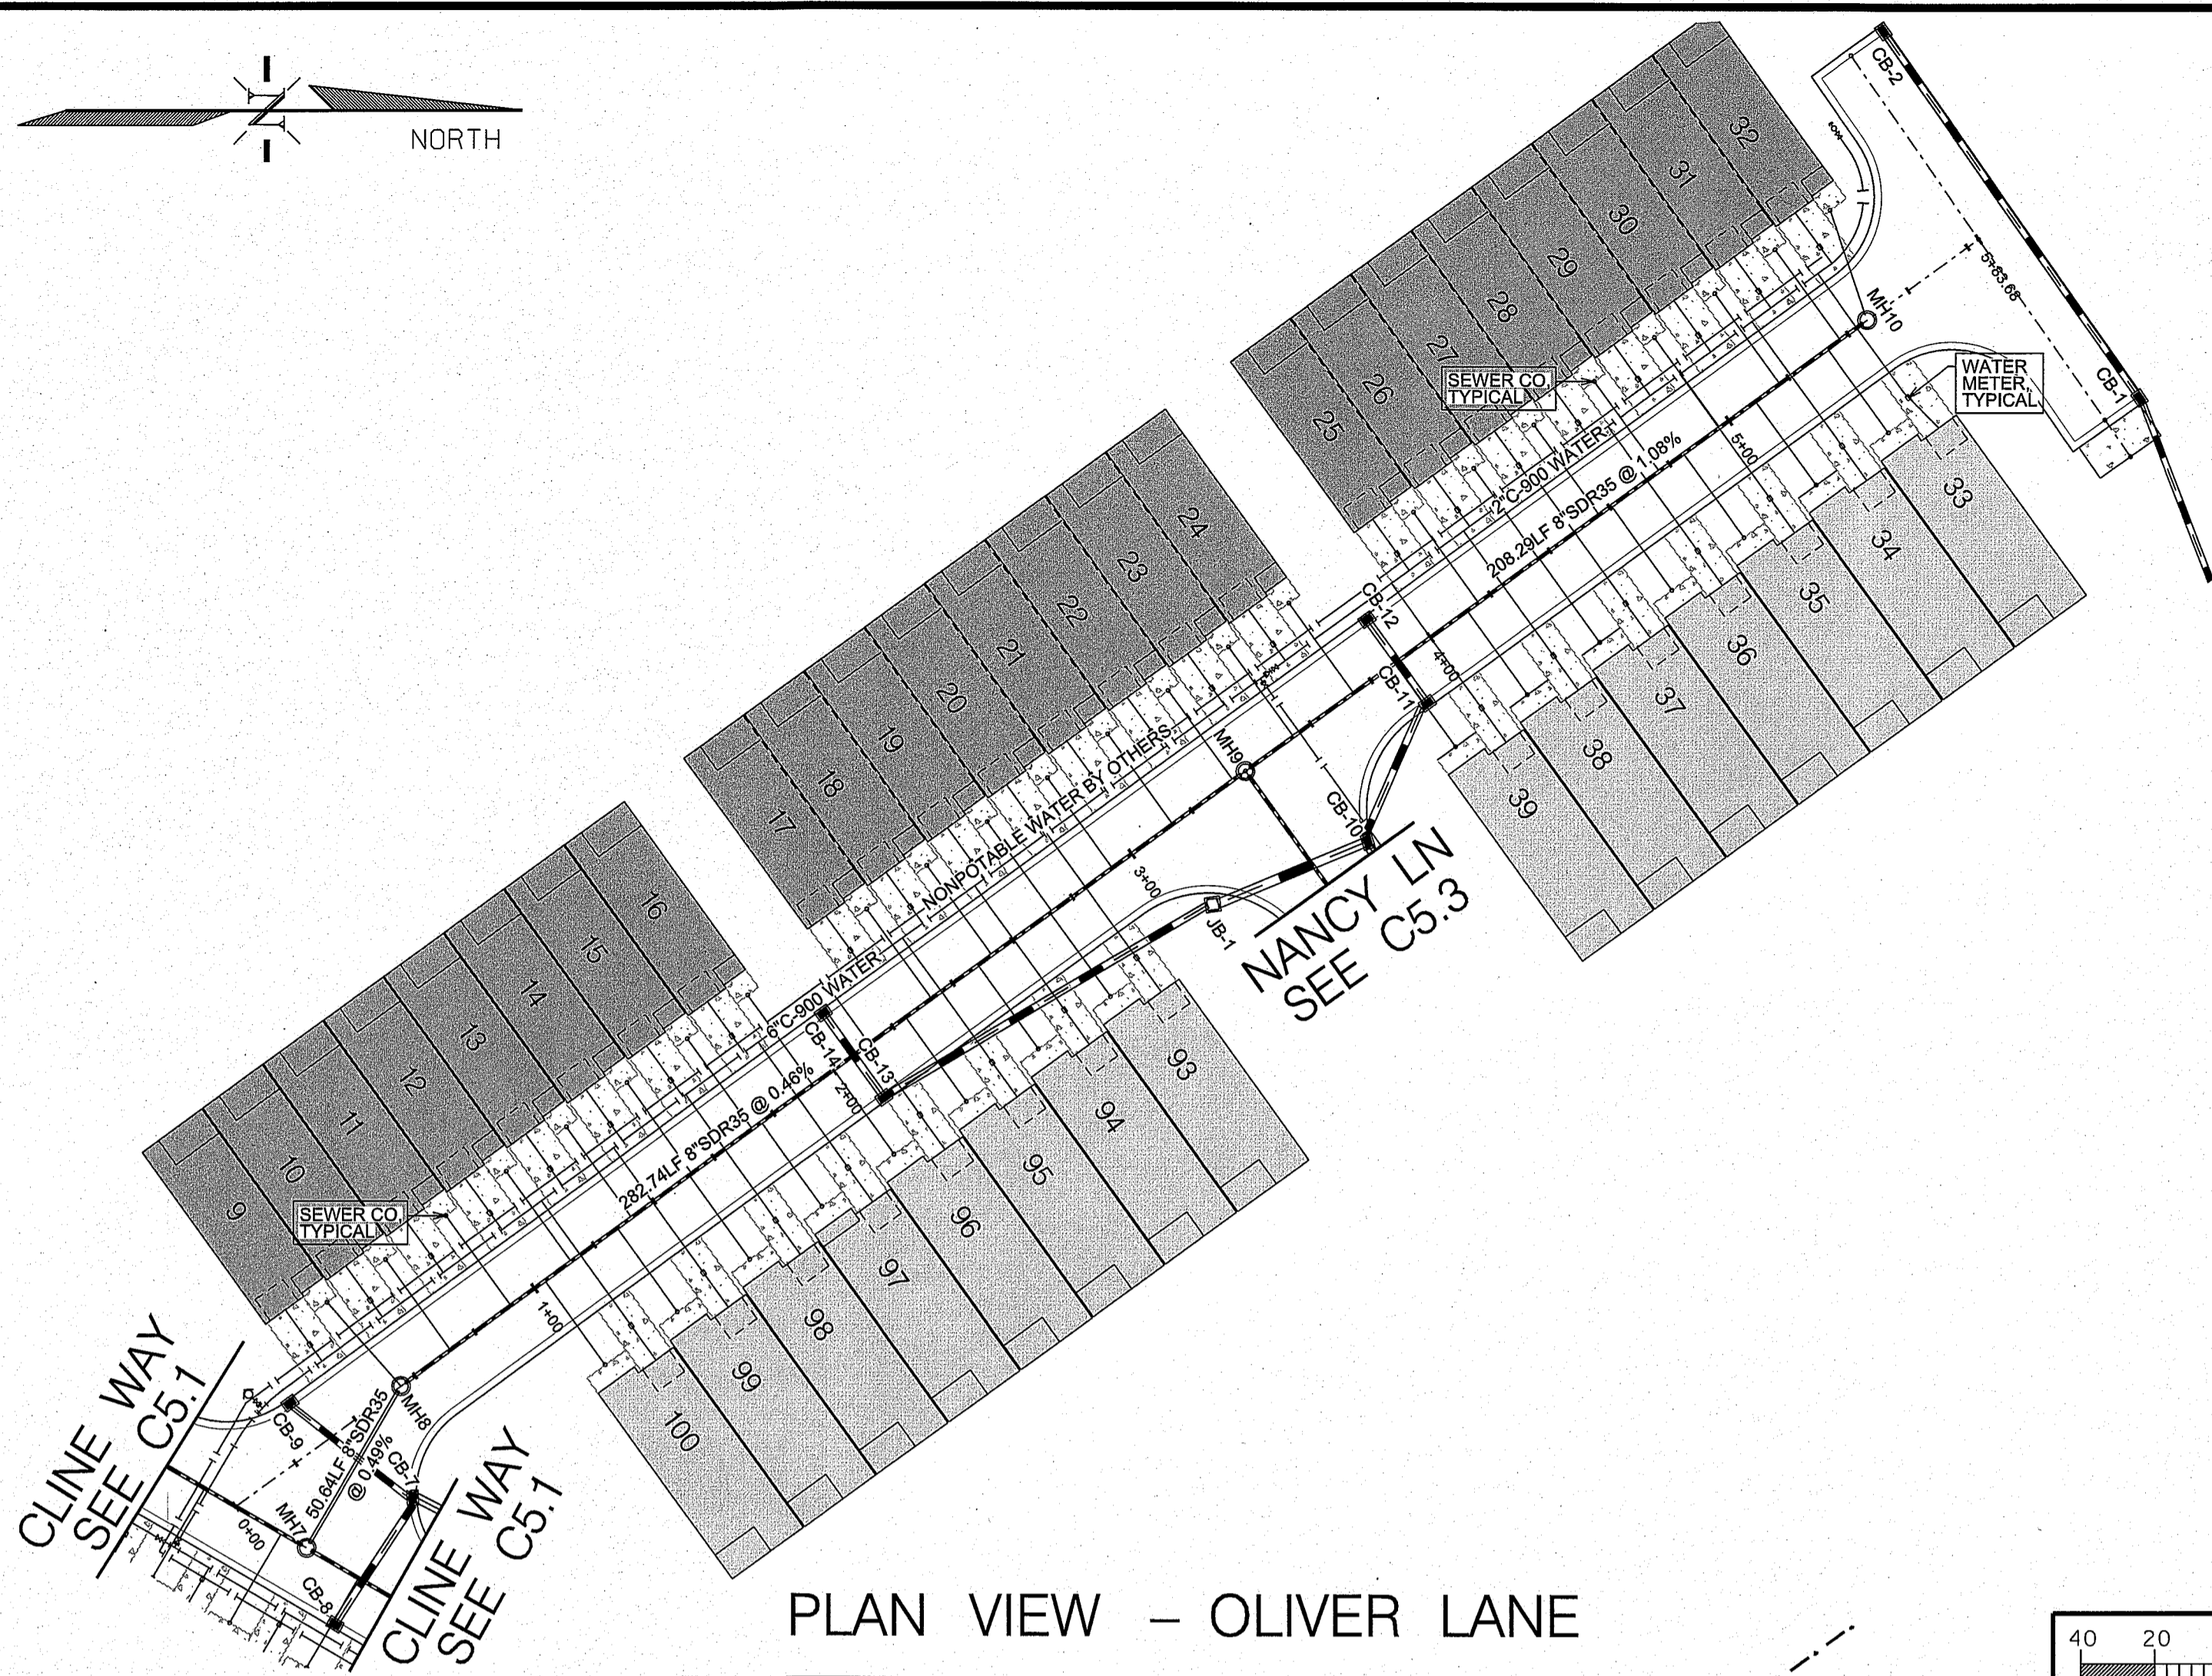 NORTH
CB-2
32
31
30
29
28
27
26
25
MH10
5+83.68
CB-1
WATER
METER,
TYPICAL
SEWER CO,
TYPICAL
2"C-900 WATER
208.29LF 8"SDR35 @ 1.08%
5+00
33
34
35
36
37
38
39
24
23
22
21
20
19
18
17
CB-12
CB-11
4+00
MH9
CB-10
NONPOTABLE WATER BY OTHERS
3+00
JB-1
NANCY LN
SEE C5.3
16
15
14
13
12
11
10
9
6"C-900 WATER
CB-14
CB-13
2+00
282.74LF 8"SDR35 @ 0.46%
93
94
95
96
97
98
99
100
SEWER CO,
TYPICAL
1+00
CLINE WAY
SEE C5.1
CB-9
MH8
50.64LF 8"SDR35
@ 0.49%
CB-7
MH7
0+00
CB-8
CLINE WAY
SEE C5.1
PLAN VIEW - OLIVER LANE
40 20